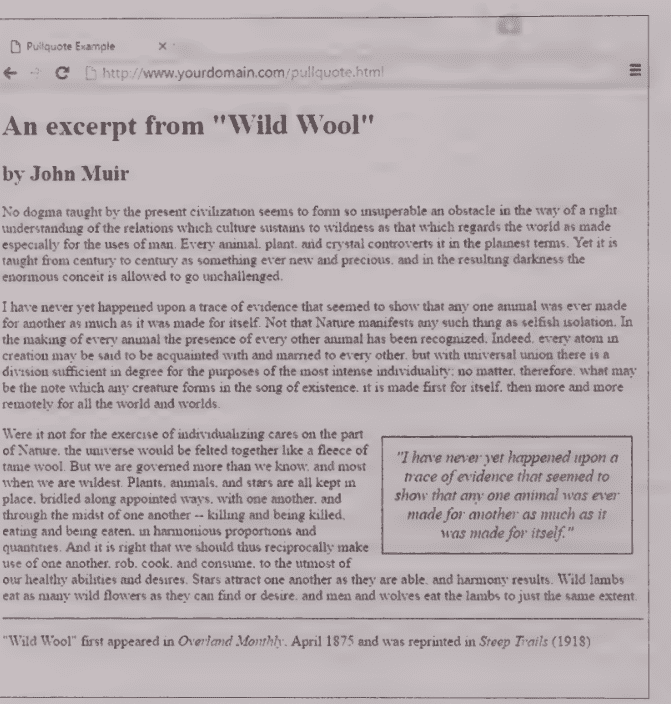 Pullquote Example ×
http://www.yourdomain.com/pullquote.html
An excerpt from "Wild Wool"
by John Muir
No dogma taught by the present civilization seems to form so insuperable an obstacle in the way of a right
understanding of the relations which culture sustains to wildness as that which regards the world as made
especially for the uses of man. Every animal, plant, and crystal controverts it in the plainest terms. Yet it is
taught from century to century as something ever new and precious, and in the resulting darkness the
enormous conceit is allowed to go unchallenged.
I have never yet happened upon a trace of evidence that seemed to show that any one animal was ever made
for another as much as it was made for itself. Not that Nature manifests any such thing as selfish isolation. In
the making of every animal the presence of every other animal has been recognized. Indeed, every atom in
creation may be said to be acquainted with and married to every other, but with universal union there is a
division sufficient in degree for the purposes of the most intense individuality; no matter, therefore, what may
be the note which any creature forms in the song of existence, it is made first for itself, then more and more
remotely for all the world and worlds.
Were it not for the exercise of individualizing cares on the part
of Nature, the universe would be felted together like a fleece of
tame wool. But we are governed more than we know, and most
when we are wildest. Plants, animals, and stars are all kept in
place, bridled along appointed ways, with one another, and
through the midst of one another -- killing and being killed,
eating and being eaten, in harmonious proportions and
quantities. And it is right that we should thus reciprocally make
use of one another, rob, cook, and consume, to the utmost of
our healthy abilities and desires. Stars attract one another as they are able, and harmony results. Wild lambs
eat as many wild flowers as they can find or desire, and men and wolves eat the lambs to just the same extent.
"I have never yet happened upon a
trace of evidence that seemed to
show that any one animal was ever
made for another as much as it
was made for itself."
"Wild Wool" first appeared in Overland Monthly, April 1875 and was reprinted in Steep Trails (1918)